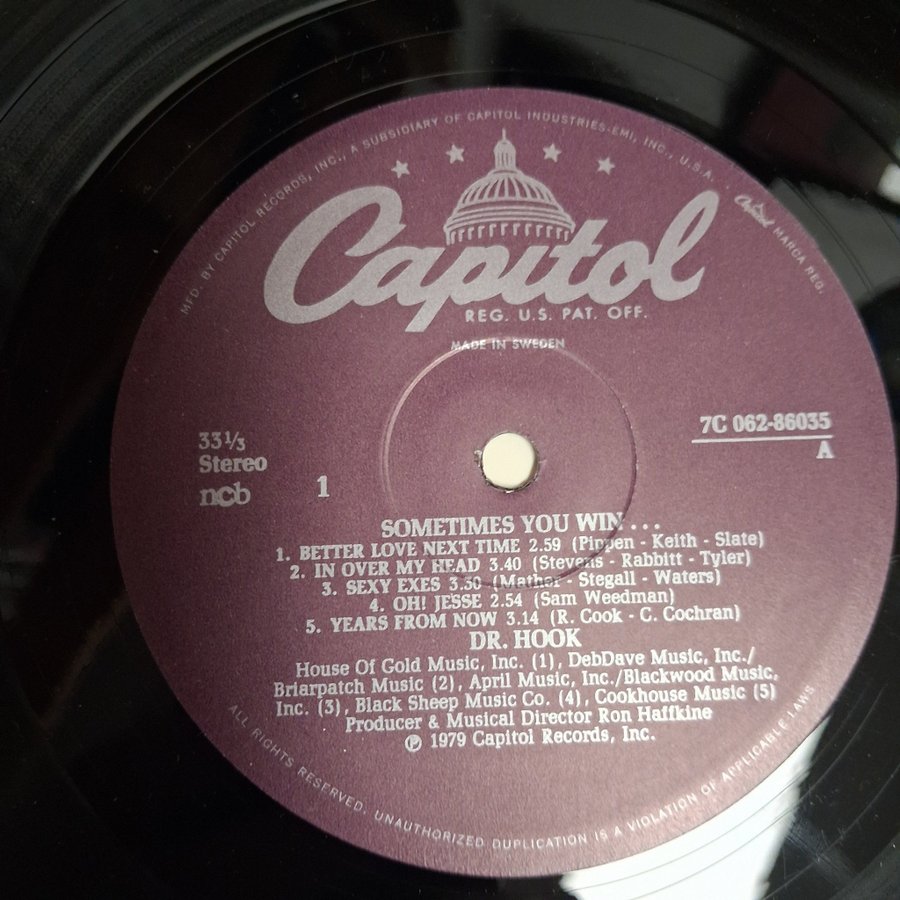 MFD. BY CAPITOL RECORDS, INC., A SUBSIDIARY OF CAPITOL INDUSTRIES-EMI, INC., U.S.A. · Capitol MARCA REG.
Capitol
REG. U.S. PAT. OFF.
MADE IN SWEDEN
7C 062-86035
A
33⅓
Stereo
ncb
1
SOMETIMES YOU WIN . . .
1. BETTER LOVE NEXT TIME 2.59 (Pippen - Keith - Slate)
2. IN OVER MY HEAD 3.40 (Stevens - Rabbitt - Tyler)
3. SEXY EXES 3.30 (Mather - Stegall - Waters)
4. OH! JESSE 2.54 (Sam Weedman)
5. YEARS FROM NOW 3.14 (R. Cook - C. Cochran)
DR. HOOK
House Of Gold Music, Inc. (1), DebDave Music, Inc./
Briarpatch Music (2), April Music, Inc./Blackwood Music,
Inc. (3), Black Sheep Music Co. (4), Cookhouse Music (5)
Producer & Musical Director Ron Haffkine
℗ 1979 Capitol Records, Inc.
ALL RIGHTS RESERVED. UNAUTHORIZED DUPLICATION IS A VIOLATION OF APPLICABLE LAWS